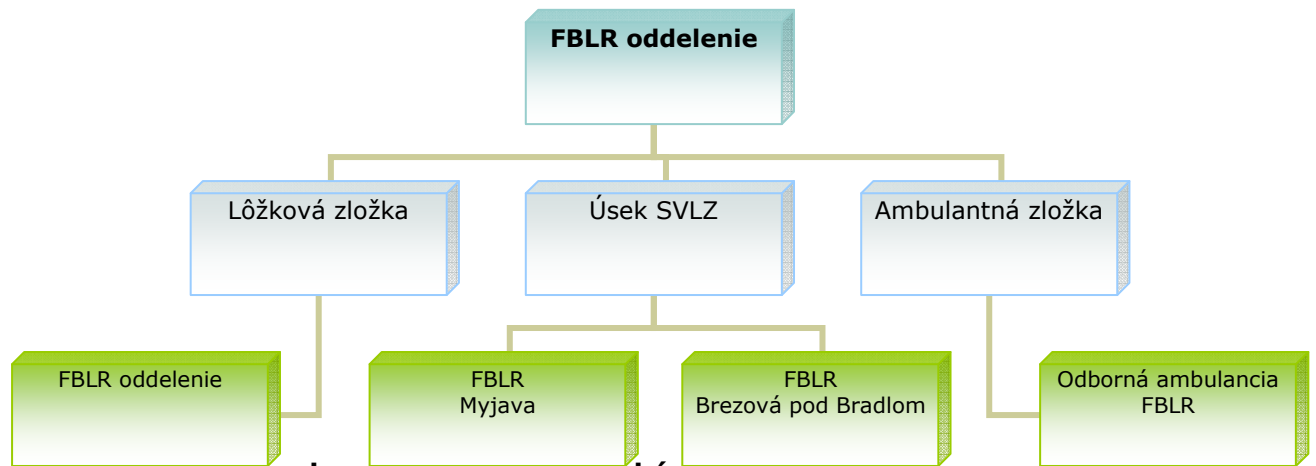 FBLR oddelenie
Lôžková zložka
Úsek SVLZ
Ambulantná zložka
FBLR oddelenie
FBLR
Myjava
FBLR
Brezová pod Bradlom
Odborná ambulancia
FBLR